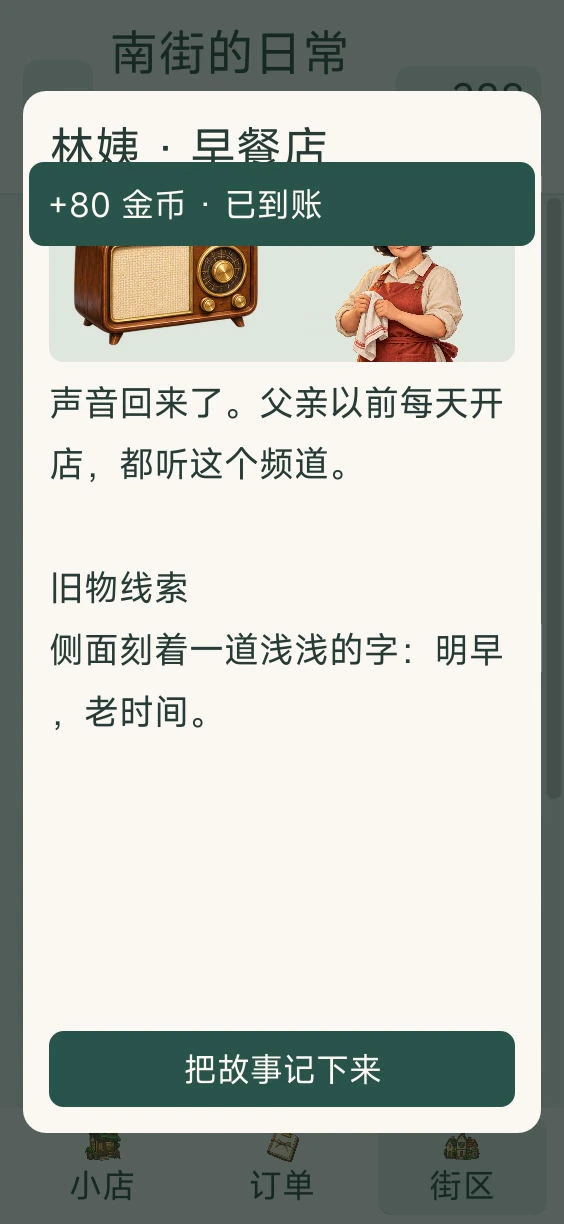 南街的日常
林姨 · 早餐店
+80 金币 · 已到账
声音回来了。父亲以前每天开
店，都听这个频道。
旧物线索
侧面刻着一道浅浅的字：明早
，老时间。
把故事记下来
小店
订单
街区